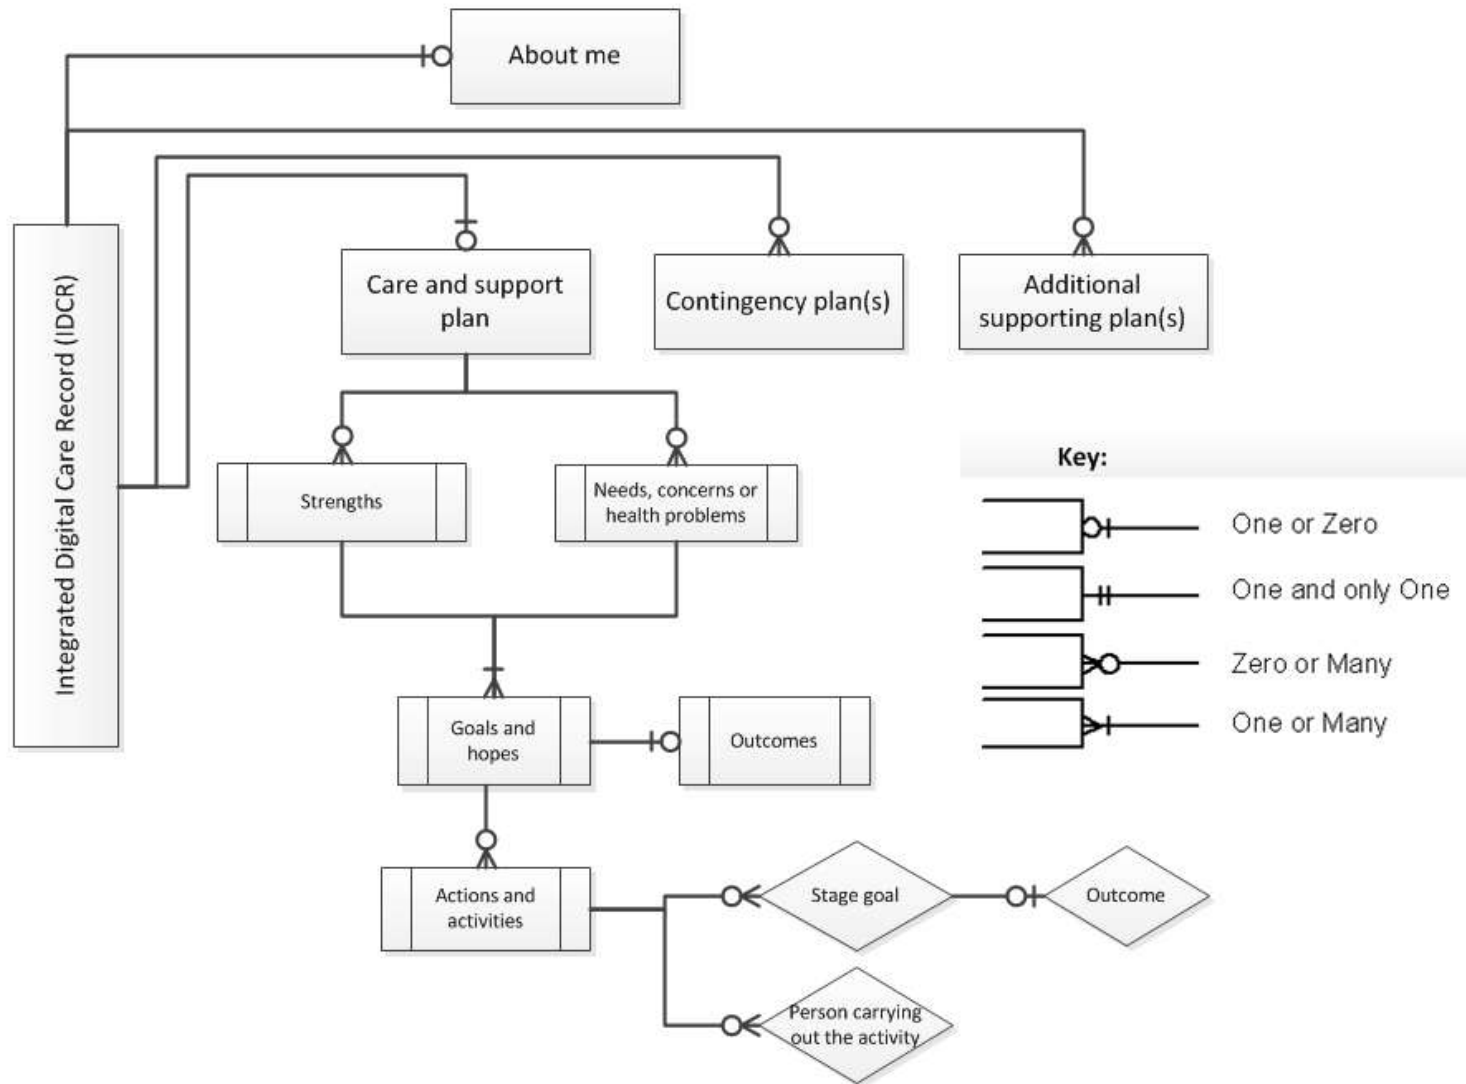 About me
Integrated Digital Care Record (IDCR)
Care and support
plan
Contingency plan(s)
Additional
supporting plan(s)
Strengths
Needs, concerns or
health problems
Key:
One or Zero
One and only One
Zero or Many
One or Many
Goals and
hopes
Outcomes
Actions and
activities
Stage goal
Outcome
Person carrying
out the activity